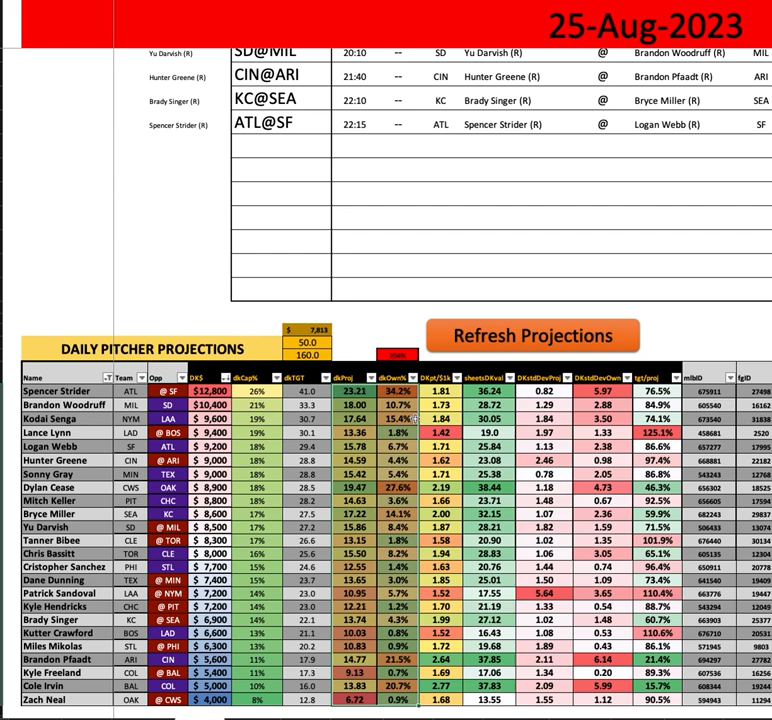 25-Aug-2023
Yu Darvish (R) SD@MIL 20:10 -- SD Yu Darvish (R) @ Brandon Woodruff (R) MIL
Hunter Greene (R) CIN@ARI 21:40 -- CIN Hunter Greene (R) @ Brandon Pfaadt (R) ARI
Brady Singer (R) KC@SEA 22:10 -- KC Brady Singer (R) @ Bryce Miller (R) SEA
Spencer Strider (R) ATL@SF 22:15 -- ATL Spencer Strider (R) @ Logan Webb (R) SF
$ 7,813
50.0
160.0
204%
DAILY PITCHER PROJECTIONS
Refresh Projections
Name Team Opp DK$ dkCap% dkTGT dkProj dkOwn% DKpt/$1k sheetsDKval DKstdDevProj DKstdDevOwn tgt/proj mlbID fgID
Spencer Strider ATL @ SF $12,800 26% 41.0 23.21 34.2% 1.81 36.24 0.82 5.97 76.5% 675911 27498
Brandon Woodruff MIL SD $10,400 21% 33.3 18.00 10.7% 1.73 28.72 1.29 2.88 84.9% 605540 16162
Kodai Senga NYM LAA $ 9,600 19% 30.7 17.64 15.4% 1.84 30.05 1.84 3.50 74.1% 673540 31838
Lance Lynn LAD @ BOS $ 9,400 19% 30.1 13.36 1.8% 1.42 19.0 1.97 1.33 125.1% 458681 2520
Logan Webb SF ATL $ 9,200 18% 29.4 15.78 6.7% 1.71 25.84 1.13 2.38 86.6% 657277 17995
Hunter Greene CIN @ ARI $ 9,000 18% 28.8 14.59 4.4% 1.62 23.08 2.46 0.98 97.4% 668881 22182
Sonny Gray MIN TEX $ 9,000 18% 28.8 15.42 5.4% 1.71 25.38 0.78 2.05 86.8% 543243 12768
Dylan Cease CWS OAK $ 8,900 18% 28.5 19.47 27.6% 2.19 38.44 1.18 4.73 46.3% 656302 18525
Mitch Keller PIT CHC $ 8,800 18% 28.2 14.63 3.6% 1.66 23.71 1.48 0.67 92.5% 656605 17594
Bryce Miller SEA KC $ 8,600 17% 27.5 17.22 14.1% 2.00 32.15 1.07 2.36 59.9% 682243 29837
Yu Darvish SD @ MIL $ 8,500 17% 27.2 15.86 8.4% 1.87 28.21 1.82 1.59 71.5% 506433 13074
Tanner Bibee CLE @ TOR $ 8,300 17% 26.6 13.15 1.8% 1.58 20.90 1.02 1.35 101.9% 676440 30134
Chris Bassitt TOR CLE $ 8,000 16% 25.6 15.50 8.2% 1.94 28.83 1.06 3.05 65.1% 605135 12304
Cristopher Sanchez PHI STL $ 7,700 15% 24.6 12.55 1.4% 1.63 20.76 1.44 0.74 96.4% 650911 20778
Dane Dunning TEX @ MIN $ 7,400 15% 23.7 13.65 3.0% 1.85 25.01 1.50 1.09 73.4% 641540 19409
Patrick Sandoval LAA @ NYM $ 7,200 14% 23.0 10.95 5.7% 1.52 17.55 5.64 3.65 110.4% 663776 19447
Kyle Hendricks CHC @ PIT $ 7,200 14% 23.0 12.21 1.2% 1.70 21.19 1.33 0.54 88.7% 543294 12049
Brady Singer KC @ SEA $ 6,900 14% 22.1 13.74 4.3% 1.99 27.12 1.02 1.48 60.7% 663903 25377
Kutter Crawford BOS LAD $ 6,600 13% 21.1 10.03 0.8% 1.52 16.43 1.08 0.53 110.6% 676710 20531
Miles Mikolas STL @ PHI $ 6,300 13% 20.2 10.83 0.9% 1.72 19.68 1.89 0.43 86.1% 571945 9803
Brandon Pfaadt ARI CIN $ 5,600 11% 17.9 14.77 21.5% 2.64 37.85 2.11 6.14 21.4% 694297 27782
Kyle Freeland COL @ BAL $ 5,400 11% 17.3 9.13 0.7% 1.69 17.06 1.34 0.20 89.3% 607536 16256
Cole Irvin BAL COL $ 5,000 10% 16.0 13.83 20.7% 2.77 37.83 2.09 5.99 15.7% 608344 19244
Zach Neal OAK @ CWS $ 4,000 8% 12.8 6.72 0.9% 1.68 13.55 1.55 1.12 90.5% 594943 11294